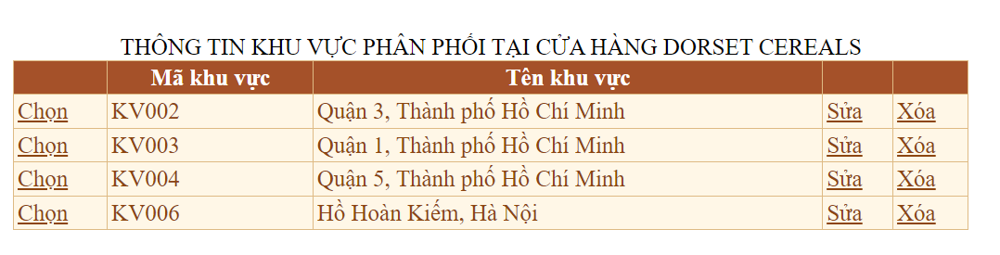 THÔNG TIN KHU VỰC PHÂN PHỐI TẠI CỬA HÀNG DORSET CEREALS
Mã khu vực Tên khu vực
Chọn KV002 Quận 3, Thành phố Hồ Chí Minh Sửa Xóa
Chọn KV003 Quận 1, Thành phố Hồ Chí Minh Sửa Xóa
Chọn KV004 Quận 5, Thành phố Hồ Chí Minh Sửa Xóa
Chọn KV006 Hồ Hoàn Kiếm, Hà Nội Sửa Xóa